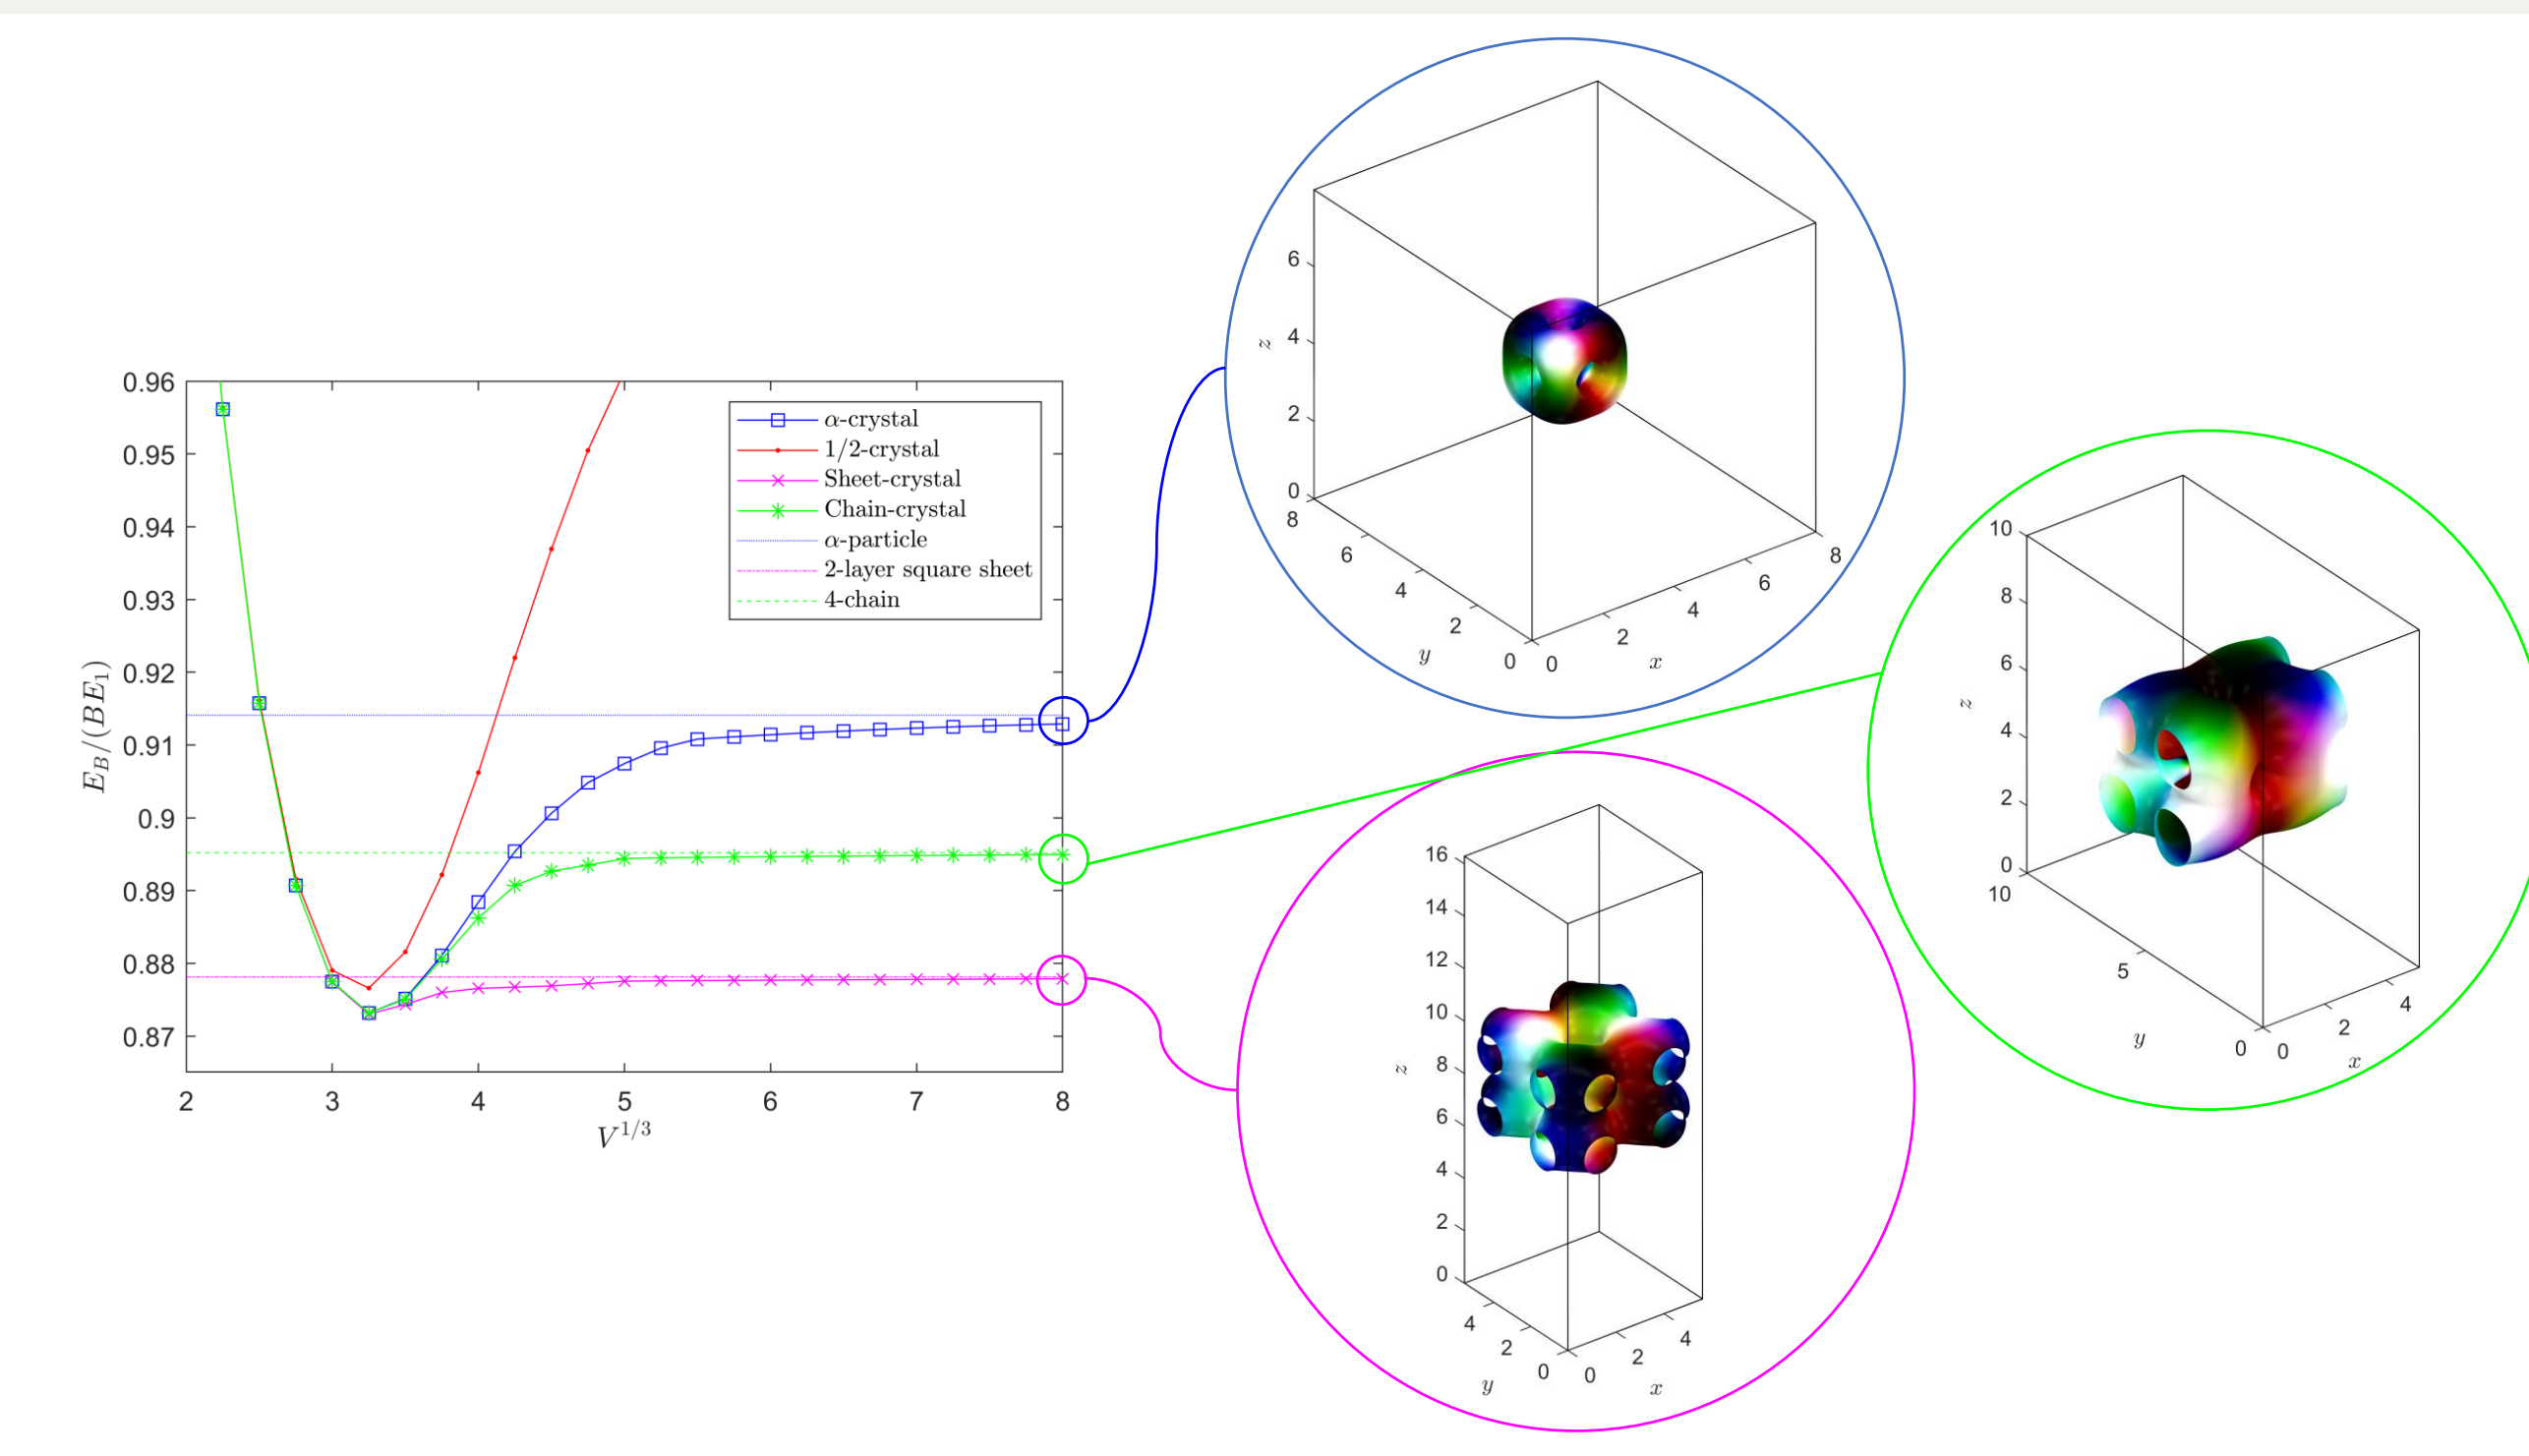 0.96
0.95
0.94
0.93
0.92
0.91
0.9
0.89
0.88
0.87
2 3 4 5 6 7 8
V^{1/3}
E_B/(BE_1)
α-crystal
1/2-crystal
Sheet-crystal
Chain-crystal
α-particle
2-layer square sheet
4-chain
6
4
2
0
z
8
6
4
2
0
y
0
2
4
6
8
x
10
8
6
4
2
0
z
10
5
0
y
0
2
4
x
16
14
12
10
8
6
4
2
0
z
4
2
0
y
0
2
4
x